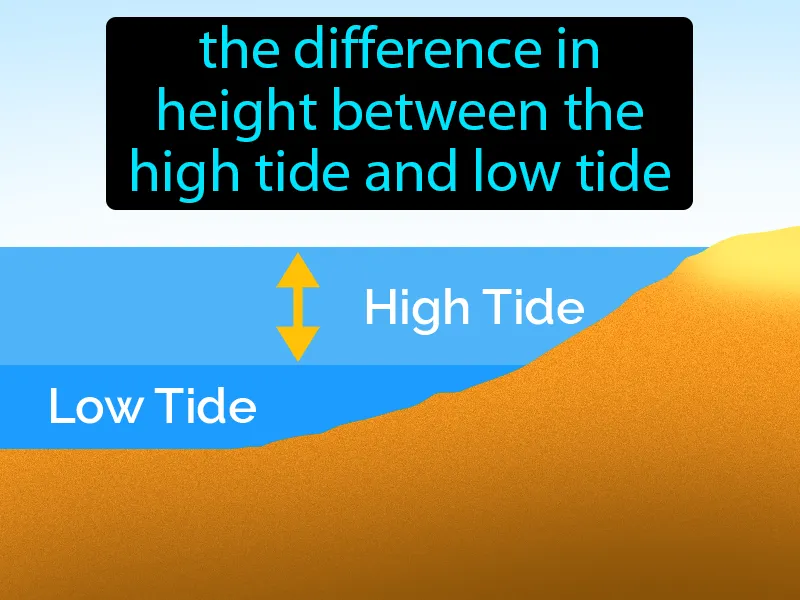 the difference in
height between the
high tide and low tide
High Tide
Low Tide